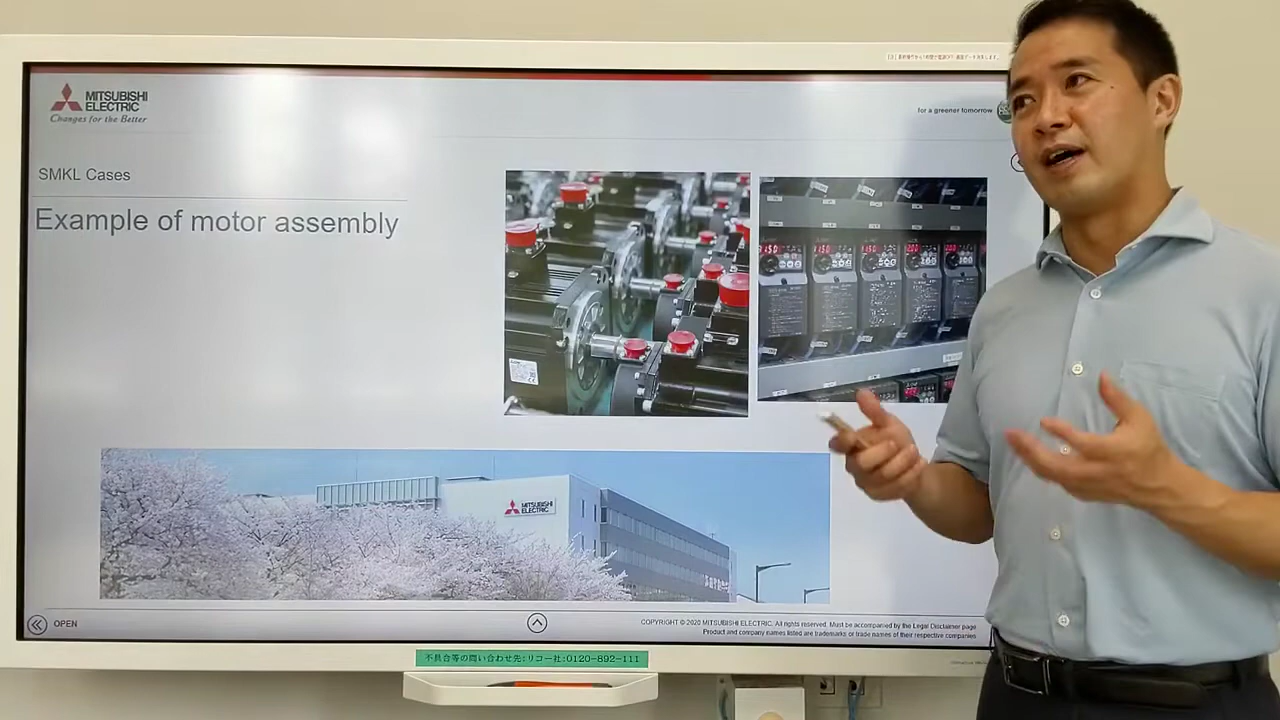 MITSUBISHI
ELECTRIC
Changes for the Better
for a greener tomorrow
SMKL Cases
Example of motor assembly
MITSUBISHI
ELECTRIC
OPEN
COPYRIGHT © 2020 MITSUBISHI ELECTRIC. All rights reserved. Must be accompanied by the Legal Disclaimer page
Product and company names listed are trademarks or trade names of their respective companies
不具合等の問い合わせ先:リコー社:0120-892-111